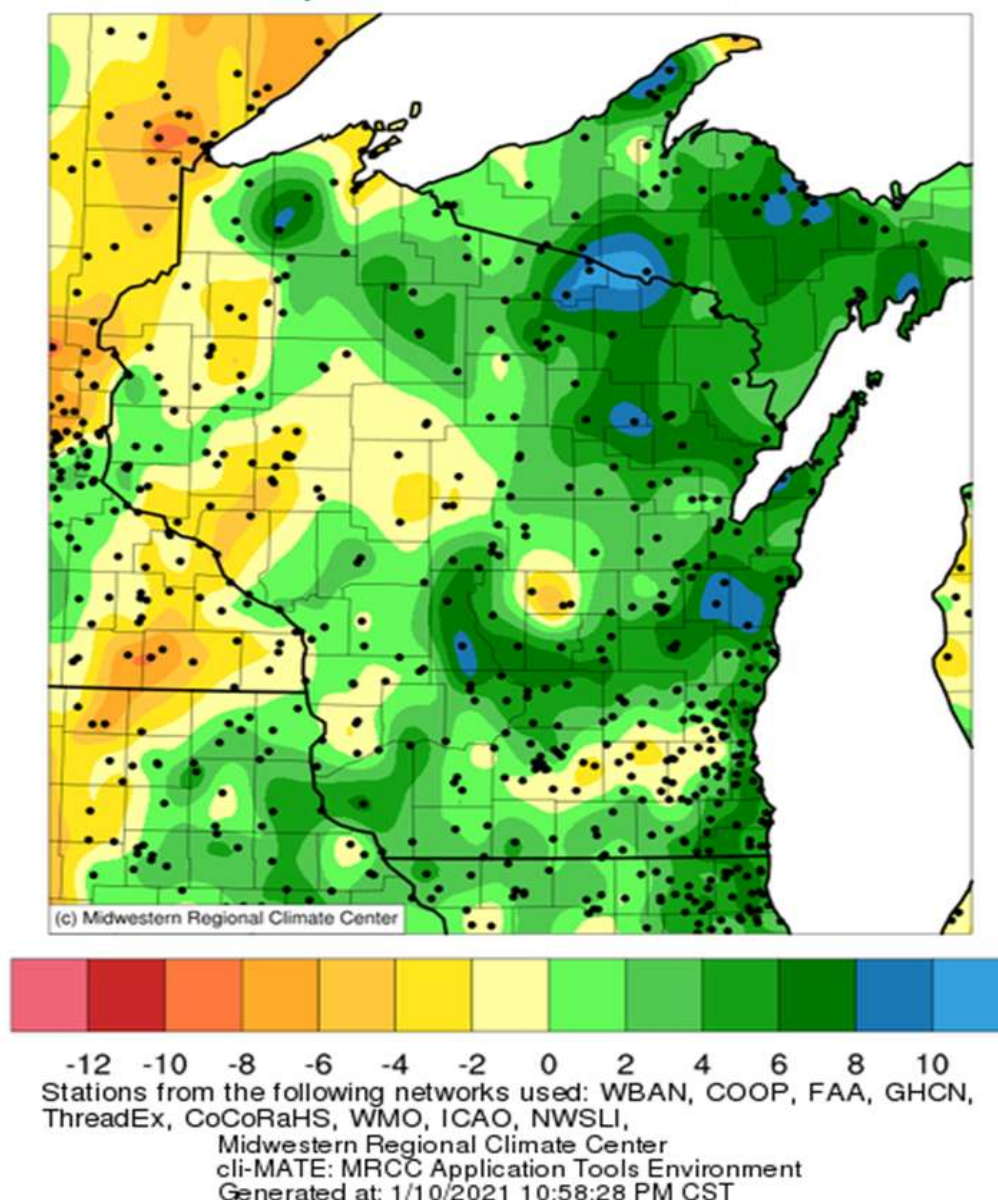 (c) Midwestern Regional Climate Center
-12 -10 -8 -6 -4 -2 0 2 4 6 8 10
Stations from the following networks used: WBAN, COOP, FAA, GHCN,
ThreadEx, CoCoRaHS, WMO, ICAO, NWSLI,
Midwestern Regional Climate Center
cli-MATE: MRCC Application Tools Environment
Generated at: 1/10/2021 10:58:28 PM CST